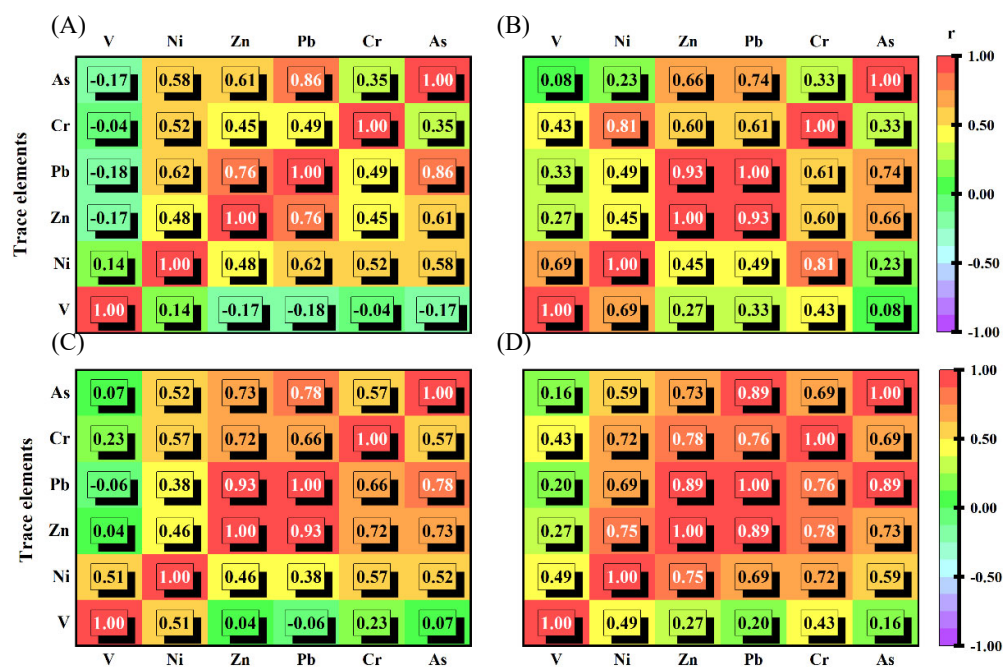 (A) (B)
V Ni Zn Pb Cr As V Ni Zn Pb Cr As r
As -0.17 0.58 0.61 0.86 0.35 1.00 0.08 0.23 0.66 0.74 0.33 1.00 1.00
Cr -0.04 0.52 0.45 0.49 1.00 0.35 0.43 0.81 0.60 0.61 1.00 0.33 0.50
Pb -0.18 0.62 0.76 1.00 0.49 0.86 0.33 0.49 0.93 1.00 0.61 0.74 0.00
Zn -0.17 0.48 1.00 0.76 0.45 0.61 0.27 0.45 1.00 0.93 0.60 0.66
Ni 0.14 1.00 0.48 0.62 0.52 0.58 0.69 1.00 0.45 0.49 0.81 0.23 -0.50
V 1.00 0.14 -0.17 -0.18 -0.04 -0.17 1.00 0.69 0.27 0.33 0.43 0.08 -1.00
Trace elements
(C) (D)
As 0.07 0.52 0.73 0.78 0.57 1.00 0.16 0.59 0.73 0.89 0.69 1.00 1.00
Cr 0.23 0.57 0.72 0.66 1.00 0.57 0.43 0.72 0.78 0.76 1.00 0.69 0.50
Pb -0.06 0.38 0.93 1.00 0.66 0.78 0.20 0.69 0.89 1.00 0.76 0.89 0.00
Zn 0.04 0.46 1.00 0.93 0.72 0.73 0.27 0.75 1.00 0.89 0.78 0.73
Ni 0.51 1.00 0.46 0.38 0.57 0.52 0.49 1.00 0.75 0.69 0.72 0.59 -0.50
V 1.00 0.51 0.04 -0.06 0.23 0.07 1.00 0.49 0.27 0.20 0.43 0.16 -1.00
V Ni Zn Pb Cr As V Ni Zn Pb Cr As
Trace elements